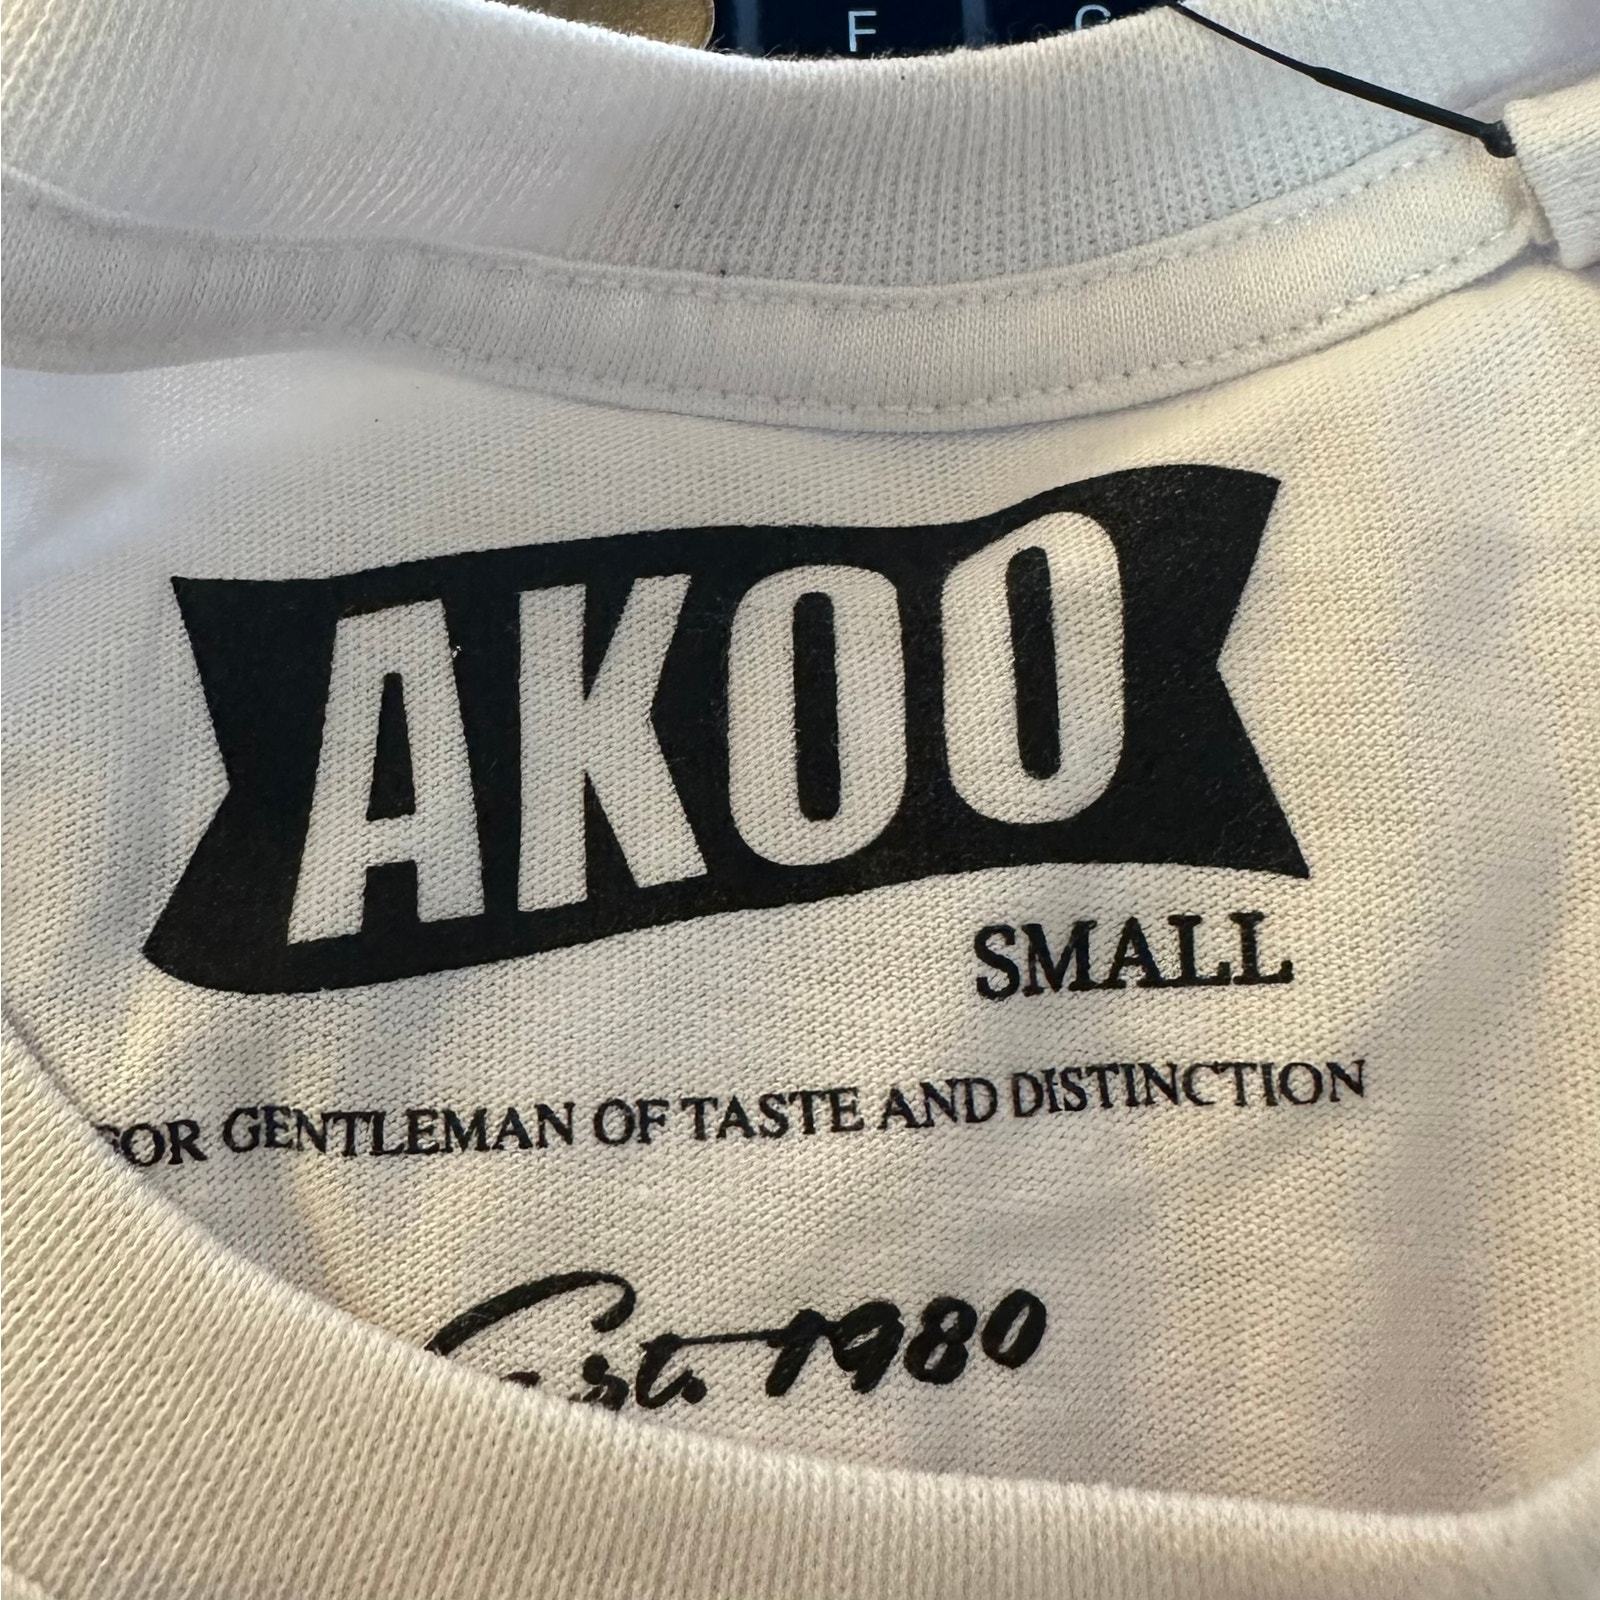 F
AKOO
SMALL
FOR GENTLEMAN OF TASTE AND DISTINCTION
Est. 1980